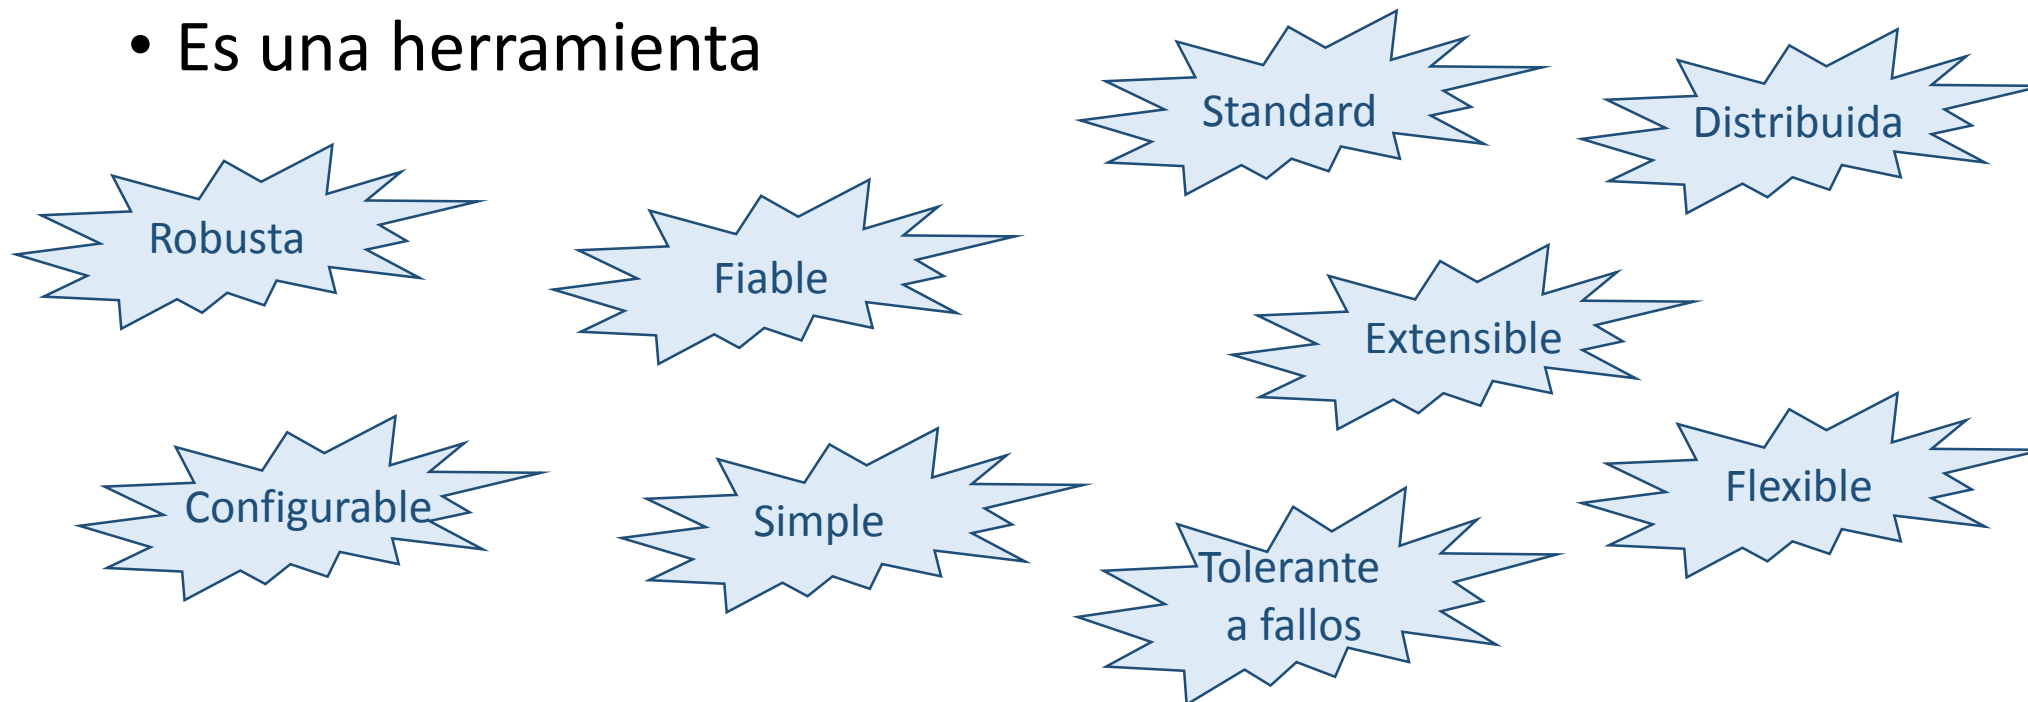 • Es una herramienta
Standard
Distribuida
Robusta
Fiable
Extensible
Configurable
Simple
Flexible
Tolerante
a fallos